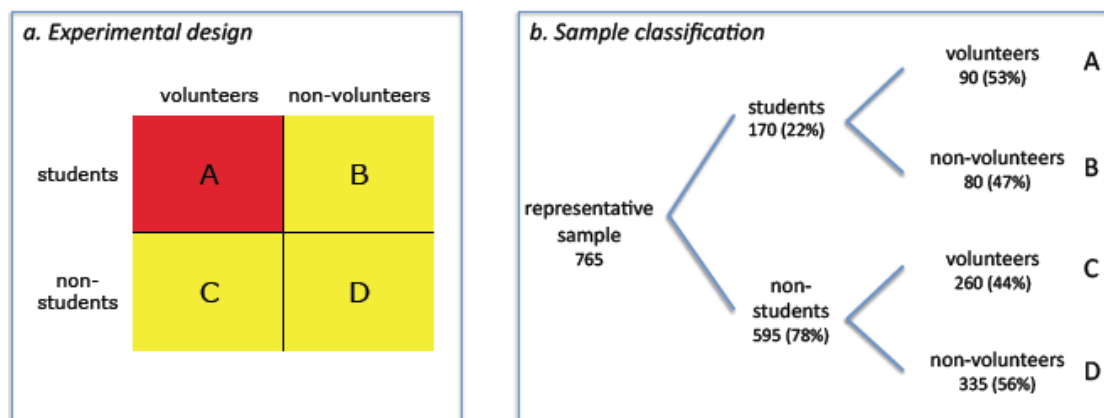 a. Experimental design
volunteers non-volunteers
students
A
B
non-
students
C
D
b. Sample classification
representative
sample
765
students
170 (22%)
non-
students
595 (78%)
volunteers
90 (53%)
A
non-volunteers
80 (47%)
B
volunteers
260 (44%)
C
non-volunteers
335 (56%)
D